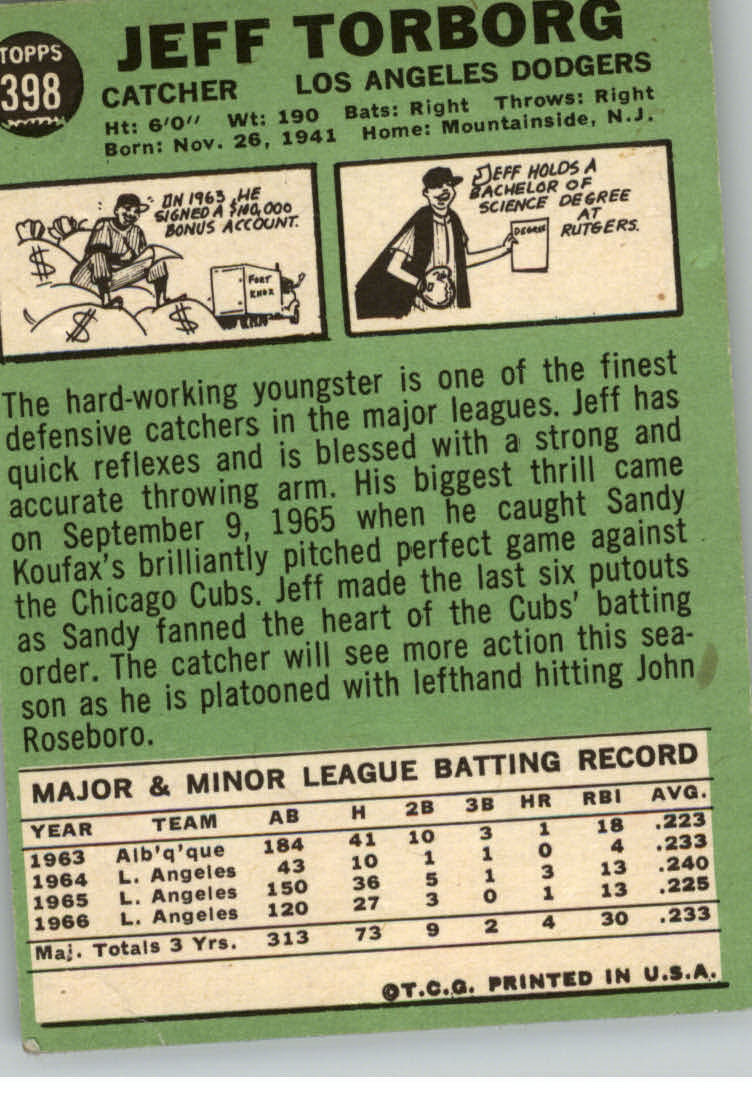 TOPPS
398
JEFF TORBORG
CATCHER LOS ANGELES DODGERS
Ht: 6'0" Wt: 190 Bats: Right Throws: Right
Born: Nov. 26, 1941 Home: Mountainside, N.J.
IN 1963, HE
SIGNED A $100,000
BONUS ACCOUNT.
FORT
KNOX
$
$
$
JEFF HOLDS A
BACHELOR OF
SCIENCE DEGREE
AT
RUTGERS.
DEGREE
The hard-working youngster is one of the finest
defensive catchers in the major leagues. Jeff has
quick reflexes and is blessed with a strong and
accurate throwing arm. His biggest thrill came
on September 9, 1965 when he caught Sandy
Koufax's brilliantly pitched perfect game against
the Chicago Cubs. Jeff made the last six putouts
as Sandy fanned the heart of the Cubs' batting
order. The catcher will see more action this sea-
son as he is platooned with lefthand hitting John
Roseboro.
MAJOR & MINOR LEAGUE BATTING RECORD
YEAR TEAM AB H 2B 3B HR RBI AVG.
1963 Alb'q'que 184 41 10 3 1 18 .223
1964 L. Angeles 43 10 1 1 0 4 .233
1965 L. Angeles 150 36 5 1 3 13 .240
1966 L. Angeles 120 27 3 0 1 13 .225
Maj. Totals 3 Yrs. 313 73 9 2 4 30 .233
©T.C.G. PRINTED IN U.S.A.